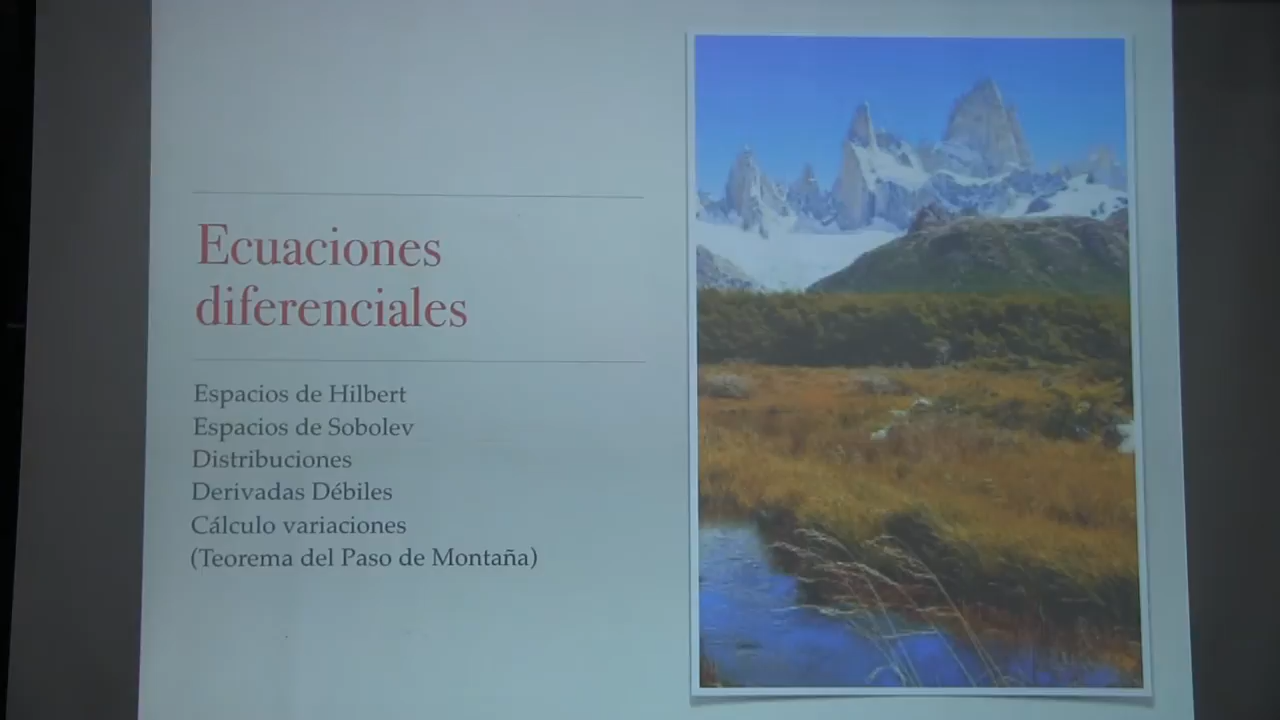 Ecuaciones
diferenciales
Espacios de Hilbert
Espacios de Sobolev
Distribuciones
Derivadas Débiles
Cálculo variaciones
(Teorema del Paso de Montaña)